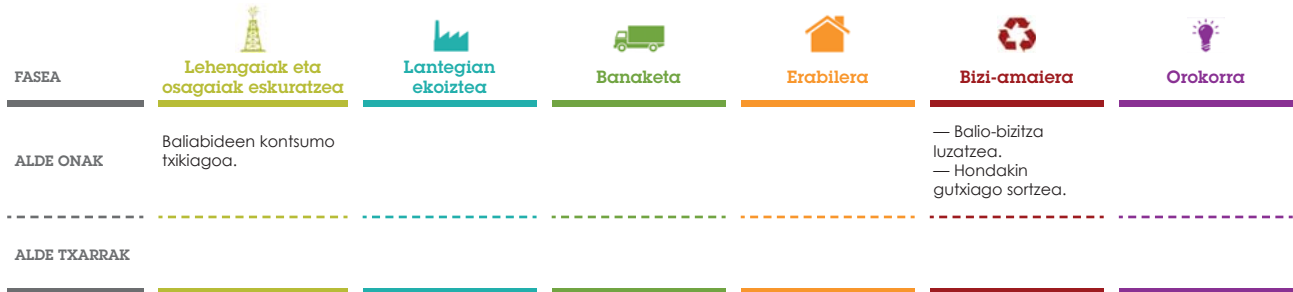 FASEA
Lehengaiak eta
osagaiak eskuratzea
Lantegian
ekoiztea
Banaketa
Erabilera
Bizi-amaiera
Orokorra
ALDE ONAK
Baliabideen kontsumo
txikiagoa.
— Balio-bizitza
luzatzea.
— Hondakin
gutxiago sortzea.
ALDE TXARRAK